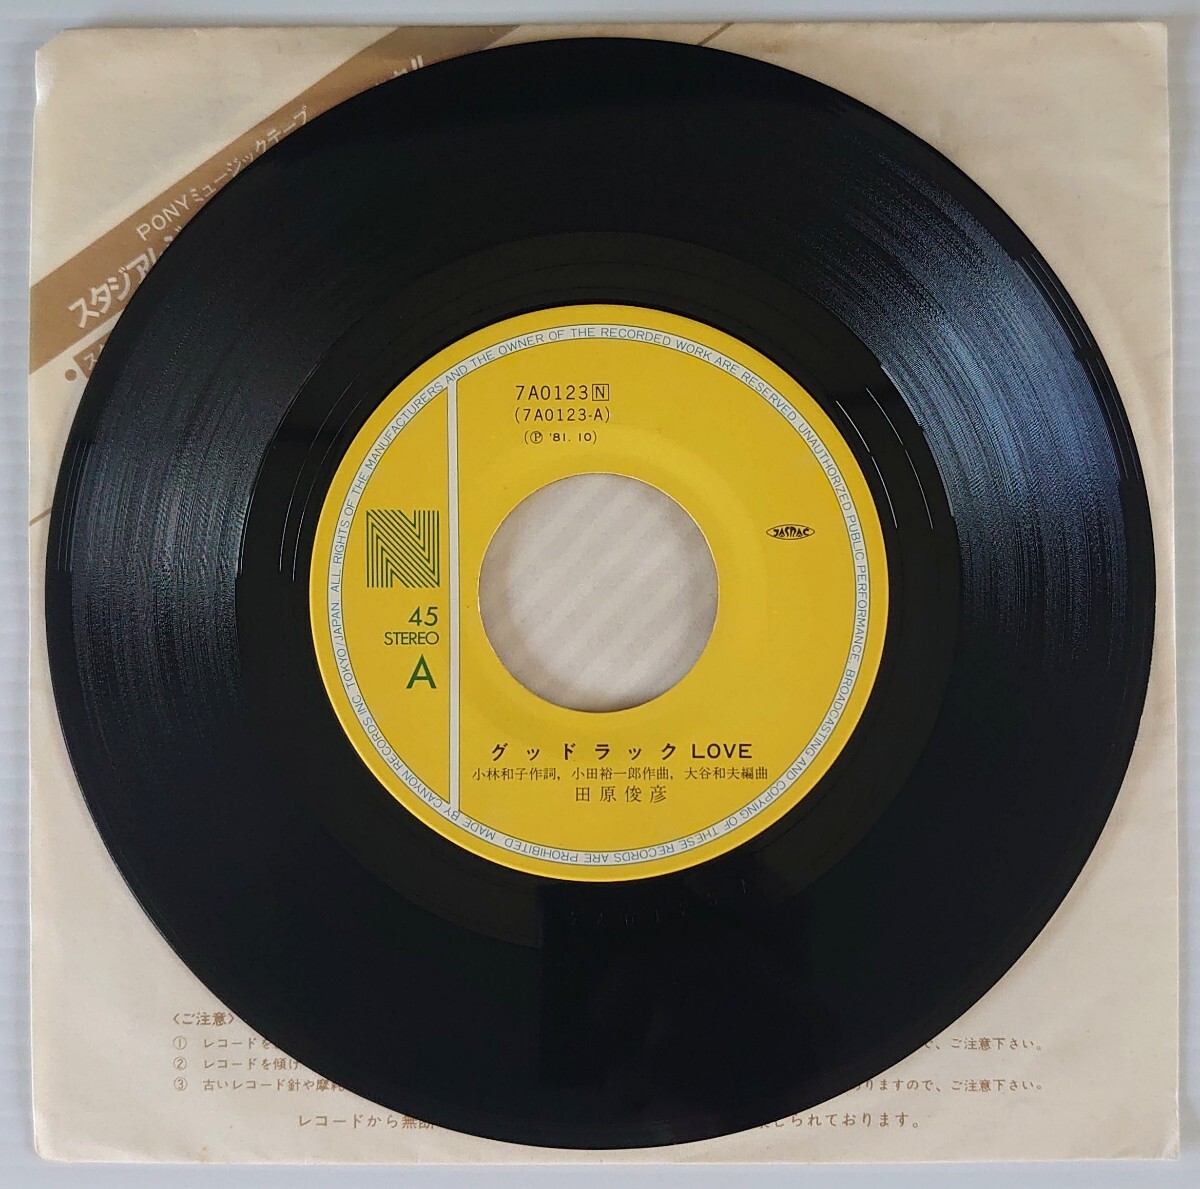 PONYミュージックテープ
スタジアル
7A0123 N
(7A0123-A)
(Ⓟ '81. 10)
JASRAC
N
45
STEREO
A
グッドラック LOVE
小林和子作詞, 小田裕一郎作曲, 大谷和夫編曲
田原俊彦
MADE BY CANYON RECORDS INC. TOKYO/JAPAN. ALL RIGHTS OF THE MANUFACTURERS AND THE OWNER OF THE RECORDED WORK ARE RESERVED. UNAUTHORIZED PUBLIC PERFORMANCE, BROADCASTING AND COPYING OF THESE RECORDS ARE PROHIBITED
〈ご注意〉
① レコードを 、ご注意下さい。
② レコードを傾け
③ 古いレコード針や摩 りますので、ご注意下さい。
レコードから無断 じられております。